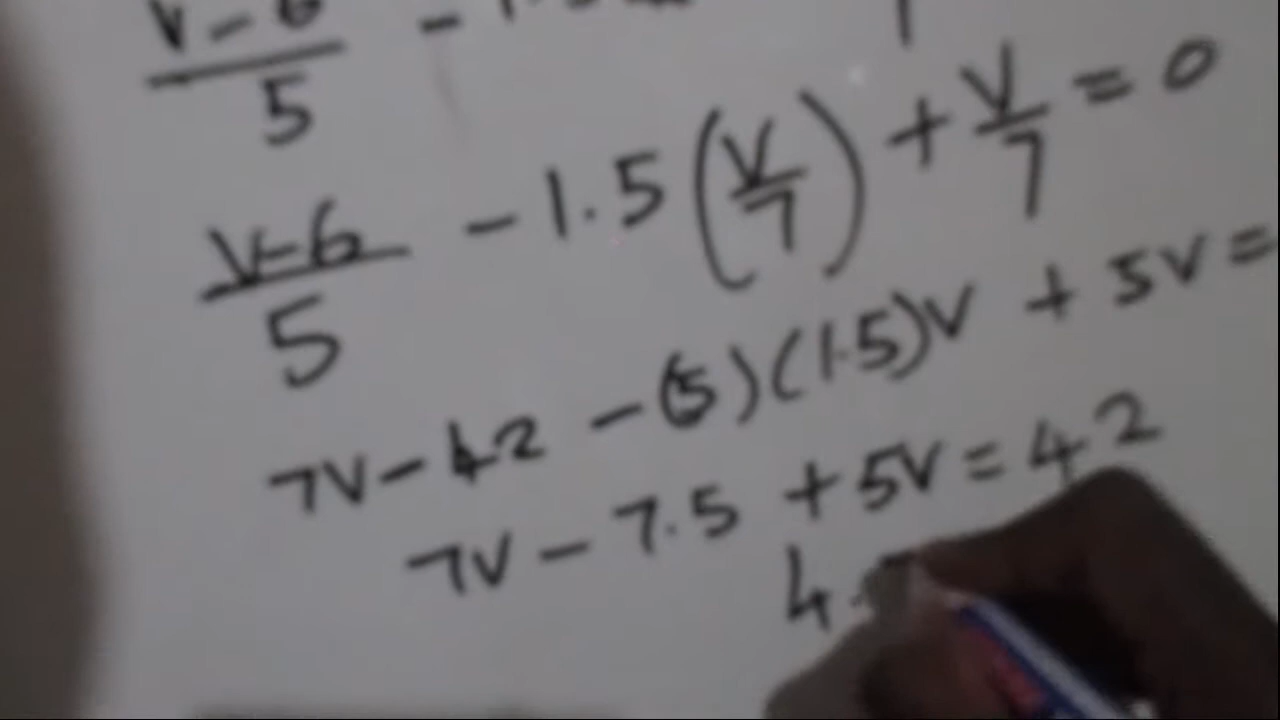 V-6/5 -
V-6/5 - 1.5 (V/7) + V/7 = 0
7V - 42 - (5)(1.5)V + 5V =
7V - 7.5 + 5V = 42
4.